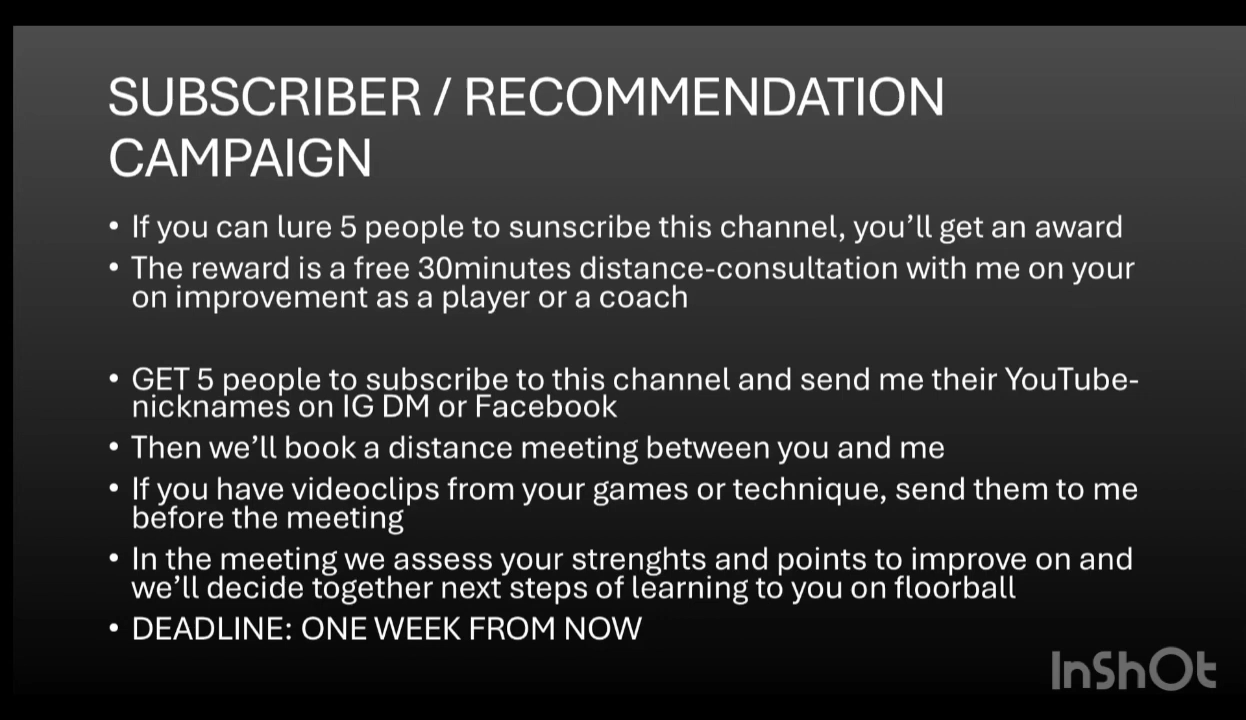 SUBSCRIBER / RECOMMENDATION
CAMPAIGN
• If you can lure 5 people to sunscribe this channel, you’ll get an award
• The reward is a free 30minutes distance-consultation with me on your
on improvement as a player or a coach
• GET 5 people to subscribe to this channel and send me their YouTube-
nicknames on IG DM or Facebook
• Then we’ll book a distance meeting between you and me
• If you have videoclips from your games or technique, send them to me
before the meeting
• In the meeting we assess your strenghts and points to improve on and
we’ll decide together next steps of learning to you on floorball
• DEADLINE: ONE WEEK FROM NOW
InShOt